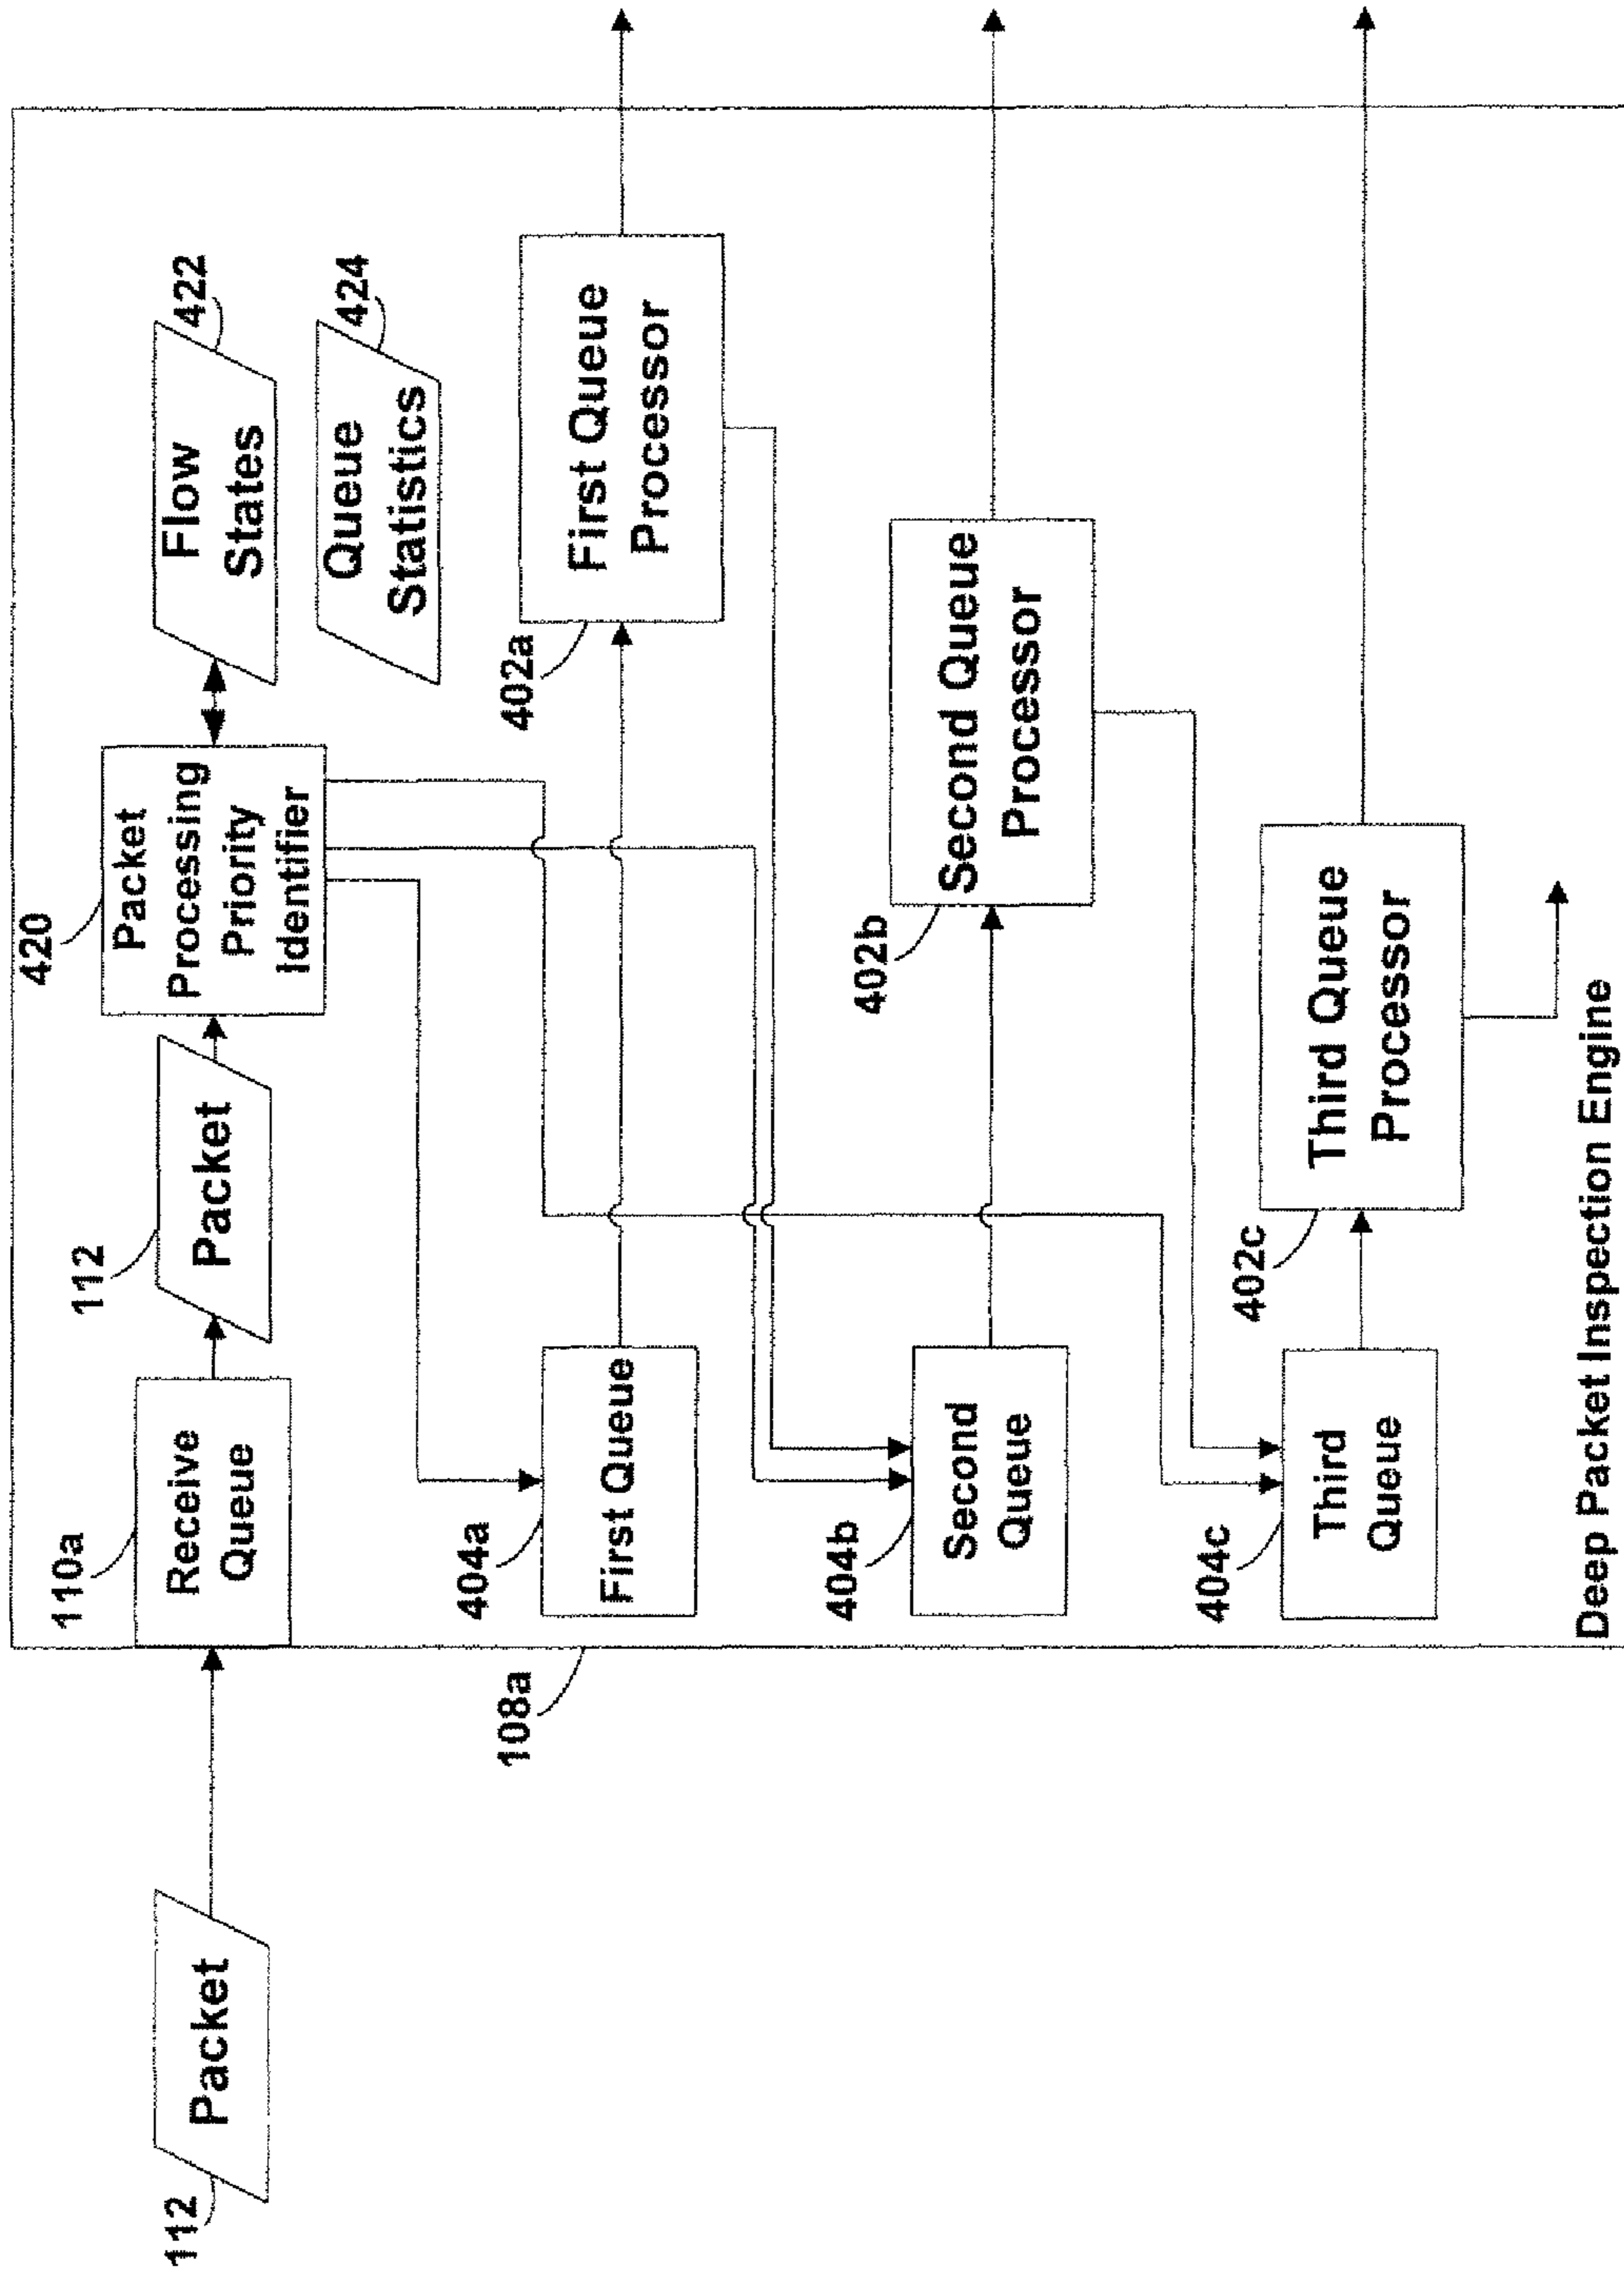 112
Packet
110a
Receive
Queue
112
Packet
420
Packet
Processing
Priority
Identifier
Flow
States
422
Queue
Statistics
424
108a
404a
First Queue
402a
First Queue
Processor
404b
Second
Queue
402b
Second Queue
Processor
404c
Third
Queue
402c
Third Queue
Processor
Deep Packet Inspection Engine